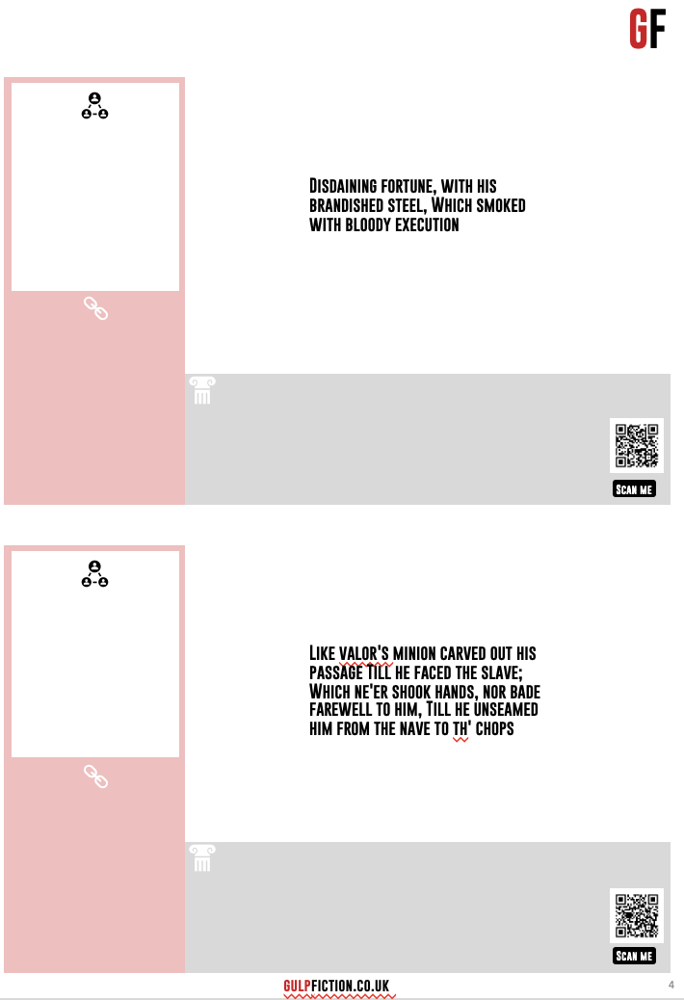 GF
Disdaining fortune, with his
brandished steel, Which smoked
with bloody execution
Scan me
Like valor's minion carved out his
passage Till he faced the slave;
Which ne'er shook hands, nor bade
farewell to him, Till he unseamed
him from the nave to th' chops
Scan me
GULPFICTION.CO.UK
4